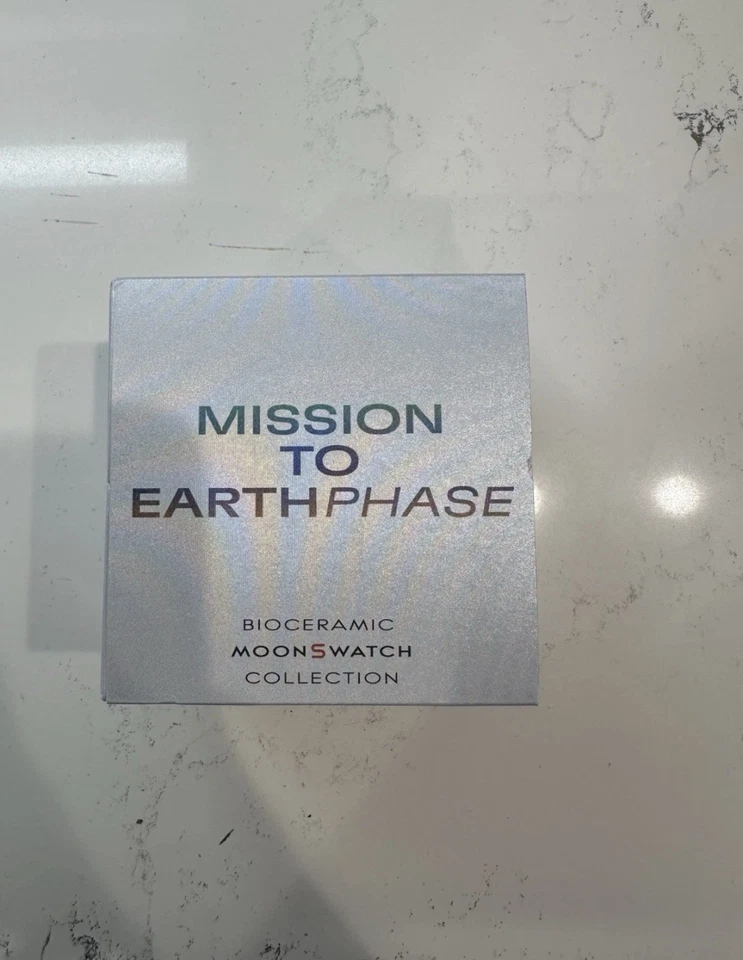 MISSION
TO
EARTHPHASE
BIOCERAMIC
MOONSWATCH
COLLECTION